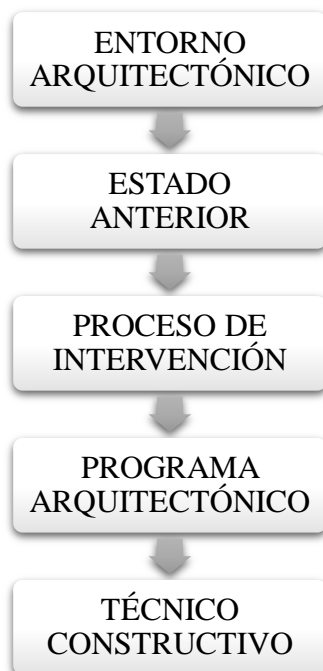 ENTORNO
ARQUITECTÓNICO
ESTADO
ANTERIOR
PROCESO DE
INTERVENCIÓN
PROGRAMA
ARQUITECTÓNICO
TÉCNICO
CONSTRUCTIVO